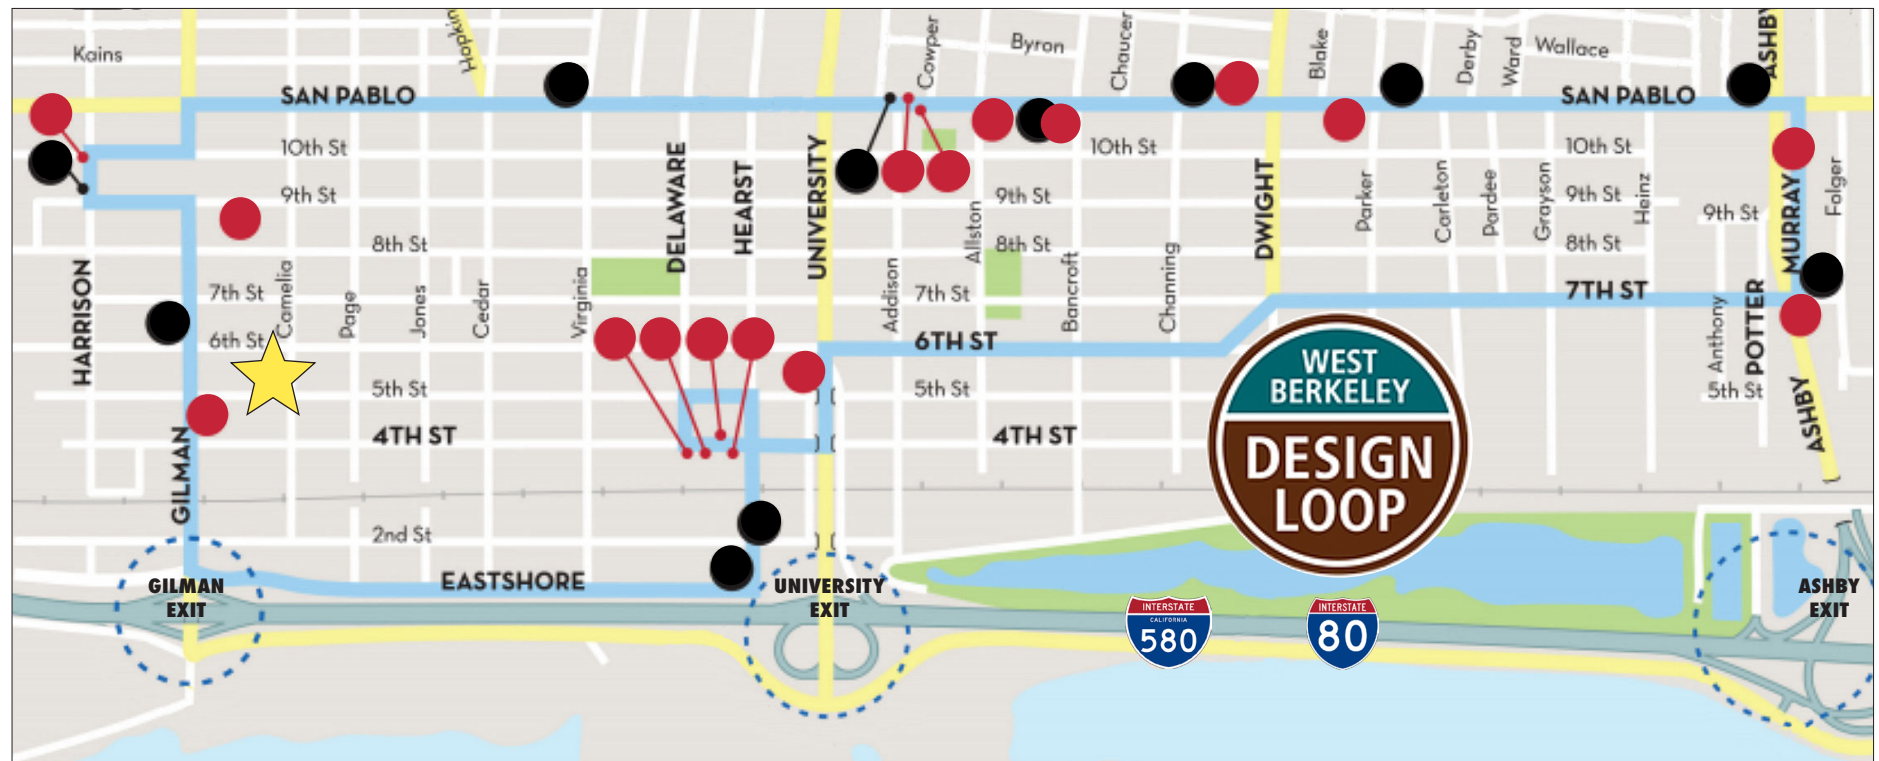 Kains
Hopkin
Cowper
Byron
Chaucer
Blake
Derby
Ward
Wallace
ASHBY
SAN PABLO
SAN PABLO
10th St
10th St
10th St
9th St
9th St
9th St
9th St
8th St
8th St
8th St
7th St
7th St
7TH ST
6th St
6TH ST
5th St
5th St
5th St
4TH ST
4TH ST
2nd St
EASTSHORE
HARRISON
GILMAN
Camelia
Page
Jones
Cedar
Virginia
DELAWARE
HEARST
UNIVERSITY
Addison
Allston
Bancroft
Channing
DWIGHT
Parker
Carleton
Pardee
Grayson
Heinz
Anthony
POTTER
MURRAY
Folger
ASHBY
WEST
BERKELEY
DESIGN
LOOP
GILMAN
EXIT
UNIVERSITY
EXIT
ASHBY
EXIT
INTERSTATE
CALIFORNIA
580
INTERSTATE
80